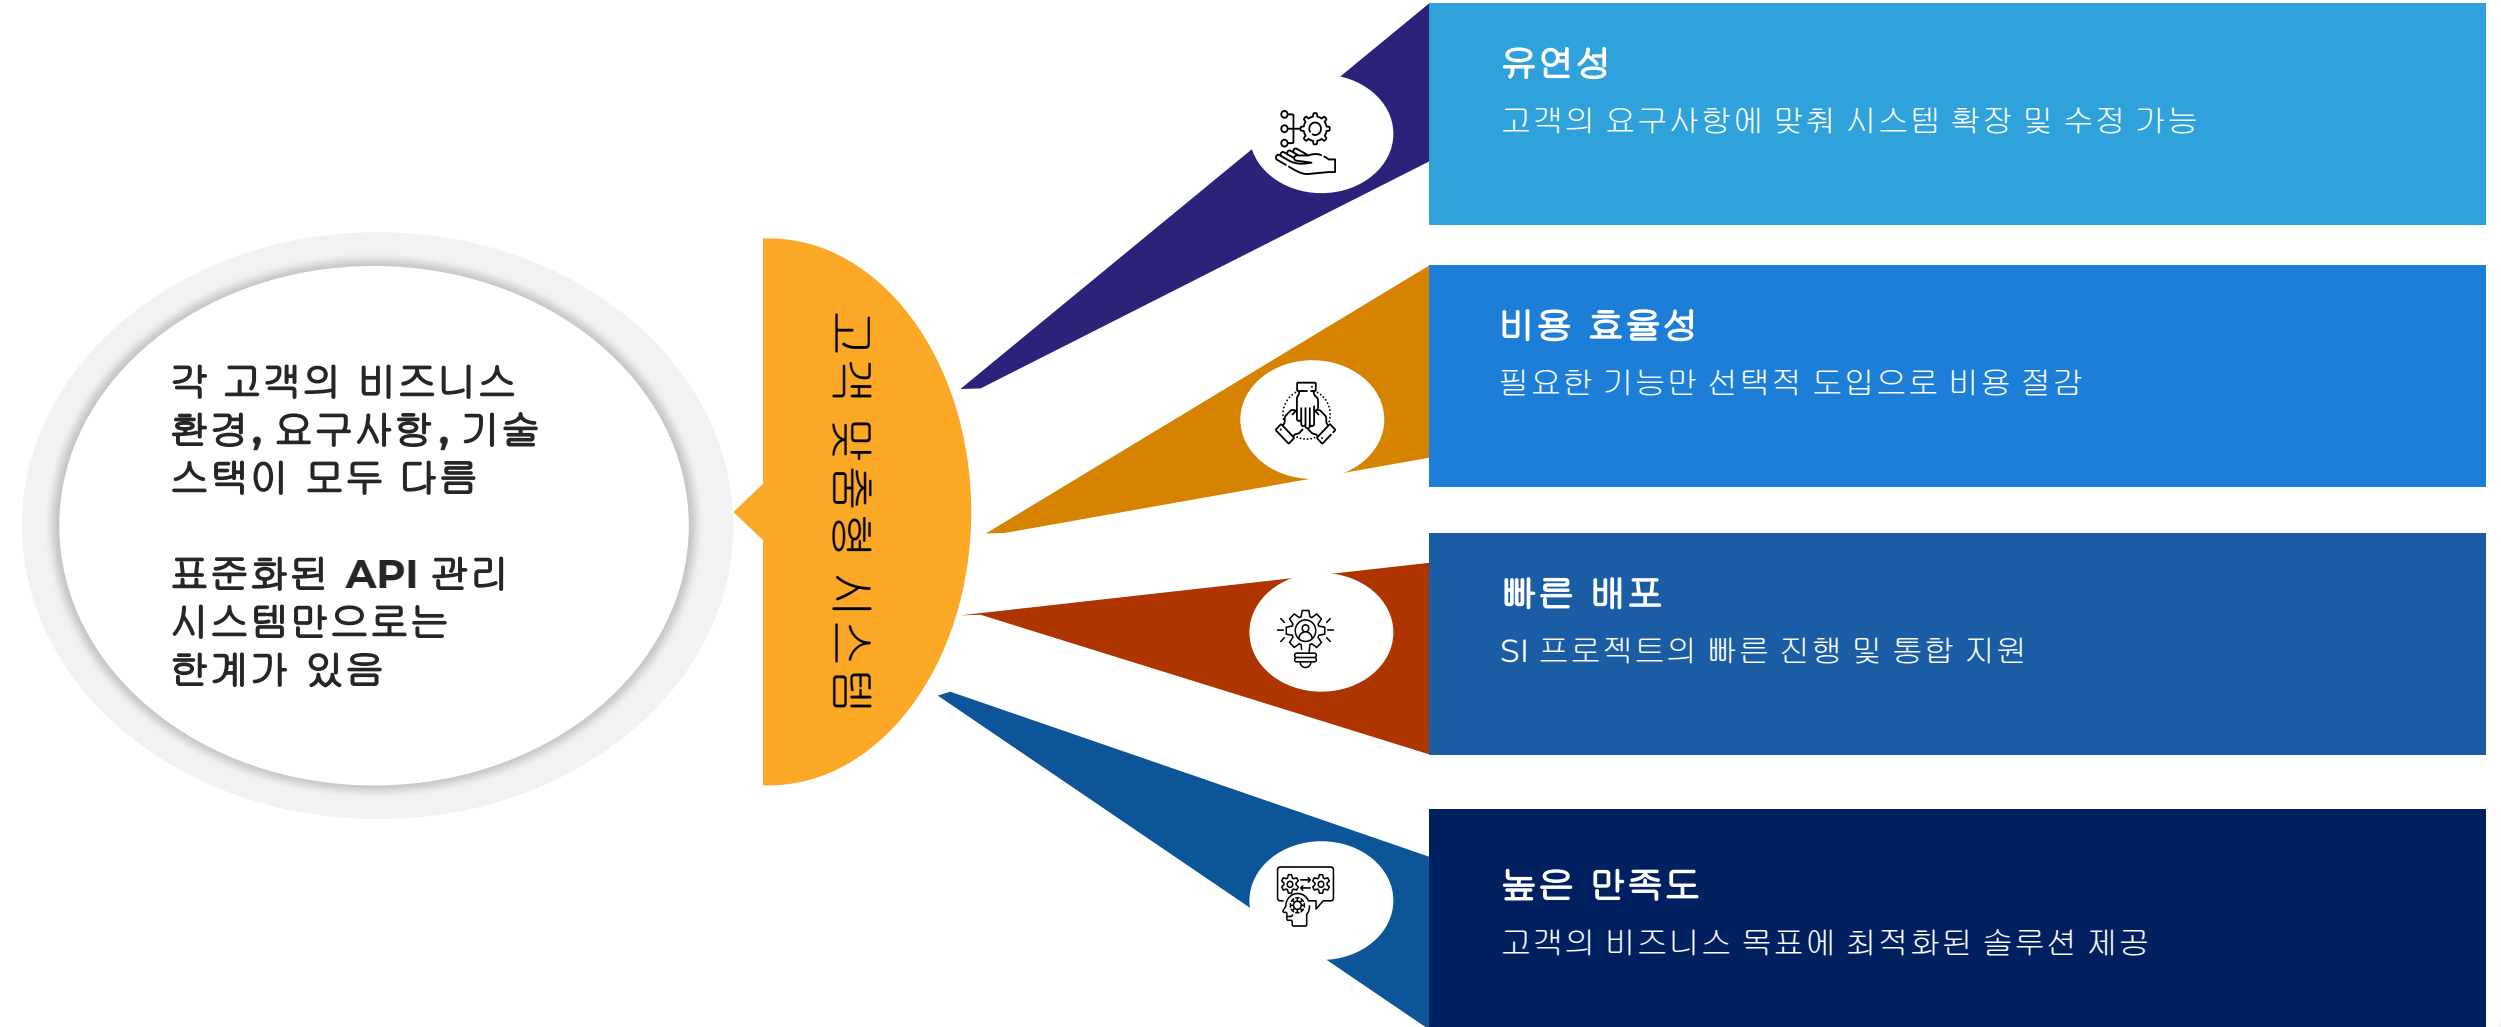 각 고객의 비즈니스
환경, 요구사항, 기술
스택이 모두 다름
표준화된 API 관리
시스템만으로는
한계가 있음
고객 맞춤형 시스템
유연성
고객의 요구사항에 맞춰 시스템 확장 및 수정 가능
비용 효율성
필요한 기능만 선택적 도입으로 비용 절감
빠른 배포
SI 프로젝트의 빠른 진행 및 통합 지원
높은 만족도
고객의 비즈니스 목표에 최적화된 솔루션 제공